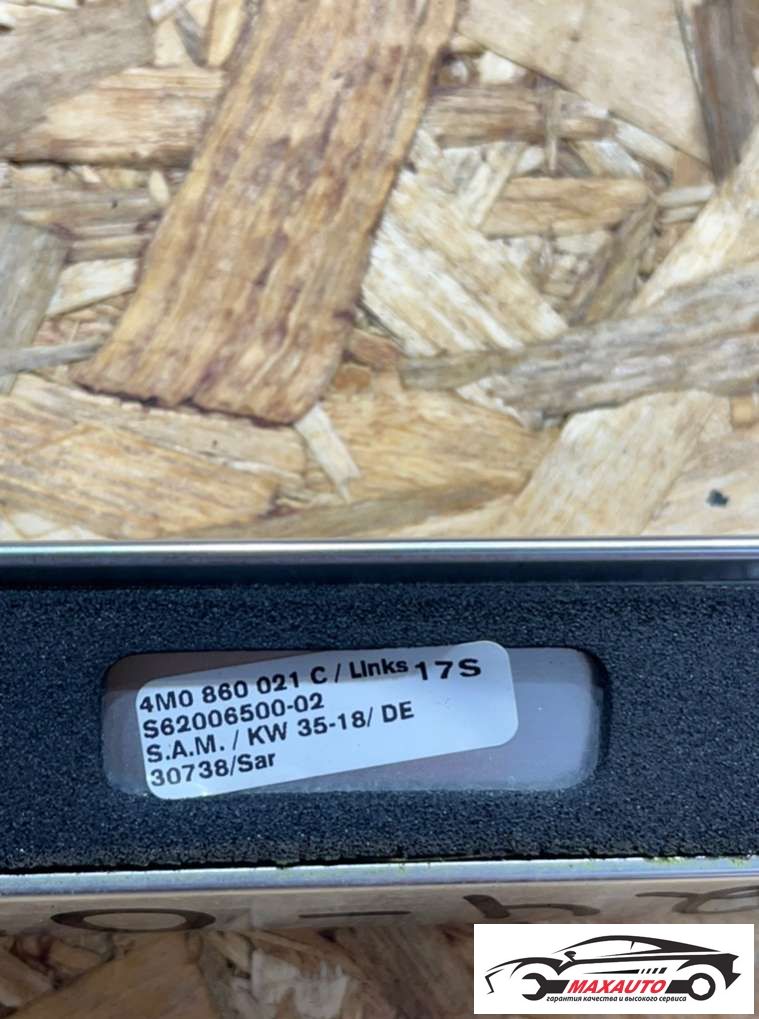 4M0 860 021 C / Links 17S
S62006500-02
S.A.M. / KW 35-18/ DE
30738/Sar
MAXAUTO
гарантия качества и высокого сервиса